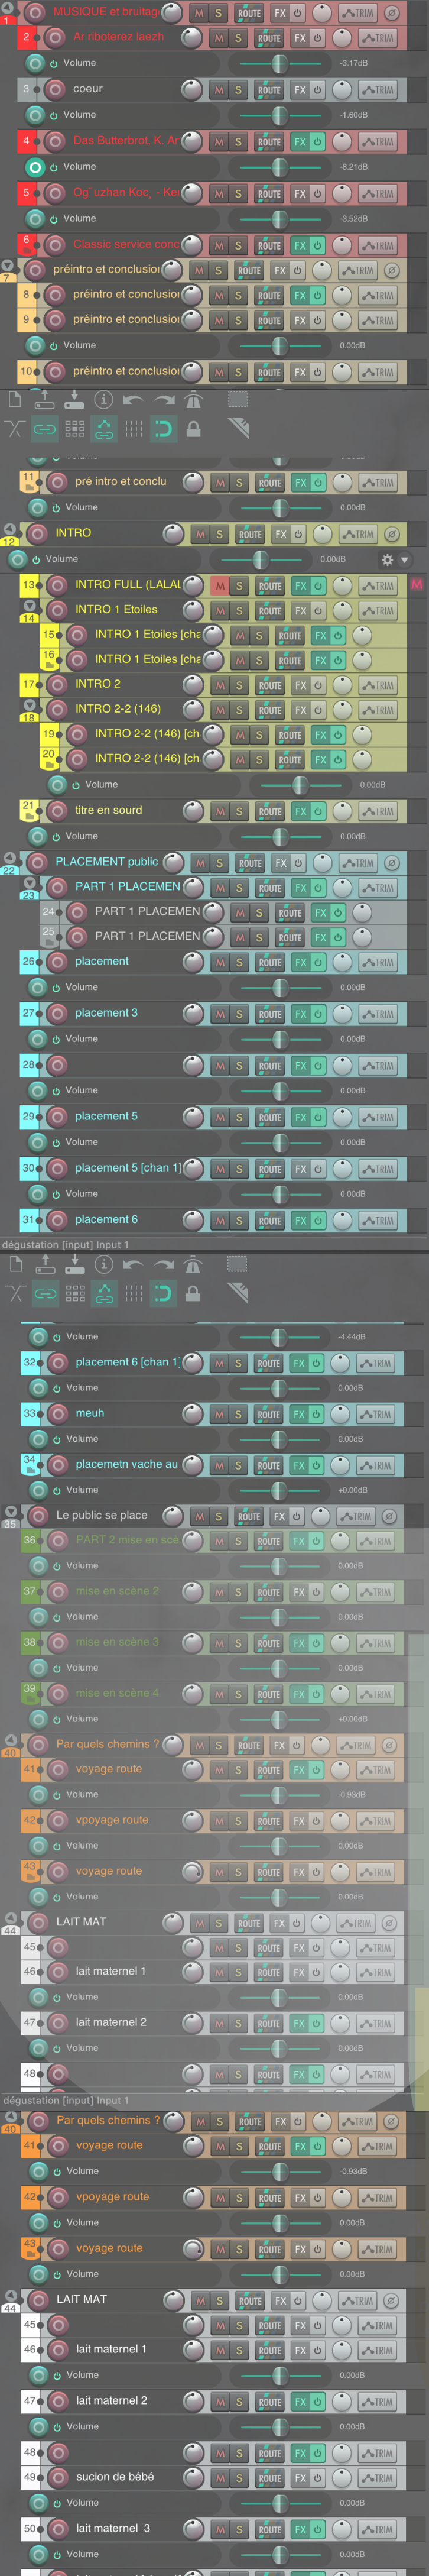 1 MUSIQUE et bruitag M S ROUTE FX TRIM
2 Ar riboterez laezh M S ROUTE FX TRIM
Volume -3.17dB
3 coeur M S ROUTE FX TRIM
Volume -1.60dB
4 Das Butterbrot, K. Ar M S ROUTE FX TRIM
Volume -8.21dB
5 Og˘uzhan Koc¸ - Ke M S ROUTE FX TRIM
Volume -3.52dB
6 Classic service conc M S ROUTE FX TRIM
7 préintro et conclusion M S ROUTE FX TRIM
8 préintro et conclusion M S ROUTE FX TRIM
9 préintro et conclusion M S ROUTE FX TRIM
Volume 0.00dB
10 préintro et conclusion M S ROUTE FX TRIM
11 pré intro et conclu M S ROUTE FX TRIM
Volume 0.00dB
12 INTRO M S ROUTE FX TRIM
Volume 0.00dB
13 INTRO FULL (LALAL M S ROUTE FX TRIM M
14 INTRO 1 Etoiles M S ROUTE FX TRIM
15 INTRO 1 Etoiles [cha M S ROUTE FX
16 INTRO 1 Etoiles [cha M S ROUTE FX
17 INTRO 2 M S ROUTE FX TRIM
18 INTRO 2-2 (146) M S ROUTE FX TRIM
19 INTRO 2-2 (146) [ch M S ROUTE FX
20 INTRO 2-2 (146) [ch M S ROUTE FX
Volume 0.00dB
21 titre en sourd M S ROUTE FX TRIM
Volume 0.00dB
22 PLACEMENT public M S ROUTE FX TRIM
23 PART 1 PLACEMEN M S ROUTE FX TRIM
24 PART 1 PLACEMEN M S ROUTE FX
25 PART 1 PLACEMEN M S ROUTE FX
26 placement M S ROUTE FX TRIM
Volume 0.00dB
27 placement 3 M S ROUTE FX TRIM
Volume 0.00dB
28 M S ROUTE FX TRIM
Volume 0.00dB
29 placement 5 M S ROUTE FX TRIM
Volume 0.00dB
30 placement 5 [chan 1] M S ROUTE FX TRIM
Volume 0.00dB
31 placement 6 M S ROUTE FX TRIM
dégustation [input] Input 1
Volume -4.44dB
32 placement 6 [chan 1] M S ROUTE FX TRIM
Volume 0.00dB
33 meuh M S ROUTE FX TRIM
Volume 0.00dB
34 placemetn vache au M S ROUTE FX TRIM
Volume +0.00dB
35 Le public se place M S ROUTE FX TRIM
36 PART 2 mise en scè M S ROUTE FX TRIM
Volume 0.00dB
37 mise en scène 2 M S ROUTE FX TRIM
Volume 0.00dB
38 mise en scène 3 M S ROUTE FX TRIM
Volume 0.00dB
39 mise en scène 4 M S ROUTE FX TRIM
Volume +0.00dB
40 Par quels chemins ? M S ROUTE FX TRIM
41 voyage route M S ROUTE FX TRIM
Volume -0.93dB
42 vpoyage route M S ROUTE FX TRIM
Volume 0.00dB
43 voyage route M S ROUTE FX TRIM
Volume 0.00dB
44 LAIT MAT M S ROUTE FX TRIM
45 M S ROUTE FX TRIM
46 lait maternel 1 M S ROUTE FX TRIM
Volume 0.00dB
47 lait maternel 2 M S ROUTE FX TRIM
Volume 0.00dB
48 M S ROUTE FX TRIM
dégustation [input] Input 1
40 Par quels chemins ? M S ROUTE FX TRIM
41 voyage route M S ROUTE FX TRIM
Volume -0.93dB
42 vpoyage route M S ROUTE FX TRIM
Volume 0.00dB
43 voyage route M S ROUTE FX TRIM
Volume 0.00dB
44 LAIT MAT M S ROUTE FX TRIM
45 M S ROUTE FX TRIM
46 lait maternel 1 M S ROUTE FX TRIM
Volume 0.00dB
47 lait maternel 2 M S ROUTE FX TRIM
Volume 0.00dB
48 M S ROUTE FX TRIM
49 sucion de bébé M S ROUTE FX TRIM
Volume 0.00dB
50 lait maternel 3 M S ROUTE FX TRIM
Volume 0.00dB